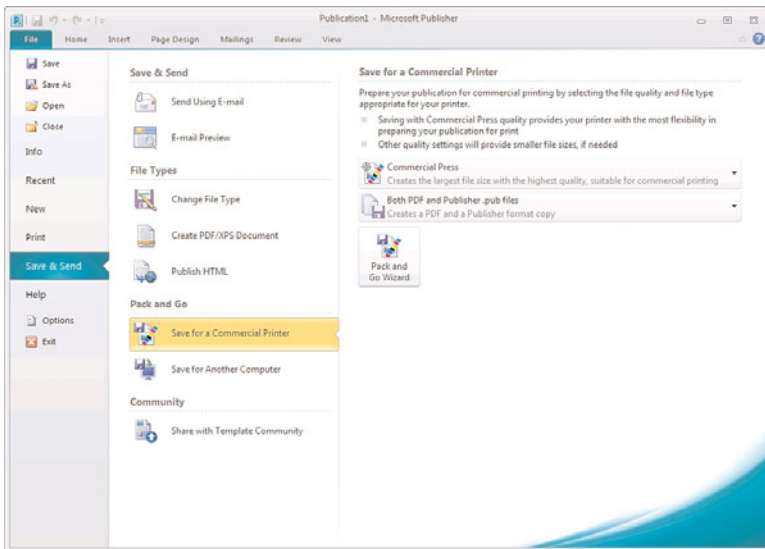 Publication1 - Microsoft Publisher
File Home Insert Page Design Mailings Review View
Save
Save As
Open
Close
Info
Recent
New
Print
Save & Send
Help
Options
Exit
Save & Send
Send Using E-mail
E-mail Preview
File Types
Change File Type
Create PDF/XPS Document
Publish HTML
Pack and Go
Save for a Commercial Printer
Save for Another Computer
Community
Share with Template Community
Save for a Commercial Printer
Prepare your publication for commercial printing by selecting the file quality and file type
appropriate for your printer.
Saving with Commercial Press quality provides your printer with the most flexibility in
preparing your publication for print
Other quality settings will provide smaller file sizes, if needed
Commercial Press
Creates the largest file size with the highest quality, suitable for commercial printing
Both PDF and Publisher .pub files
Creates a PDF and a Publisher format copy
Pack and
Go Wizard